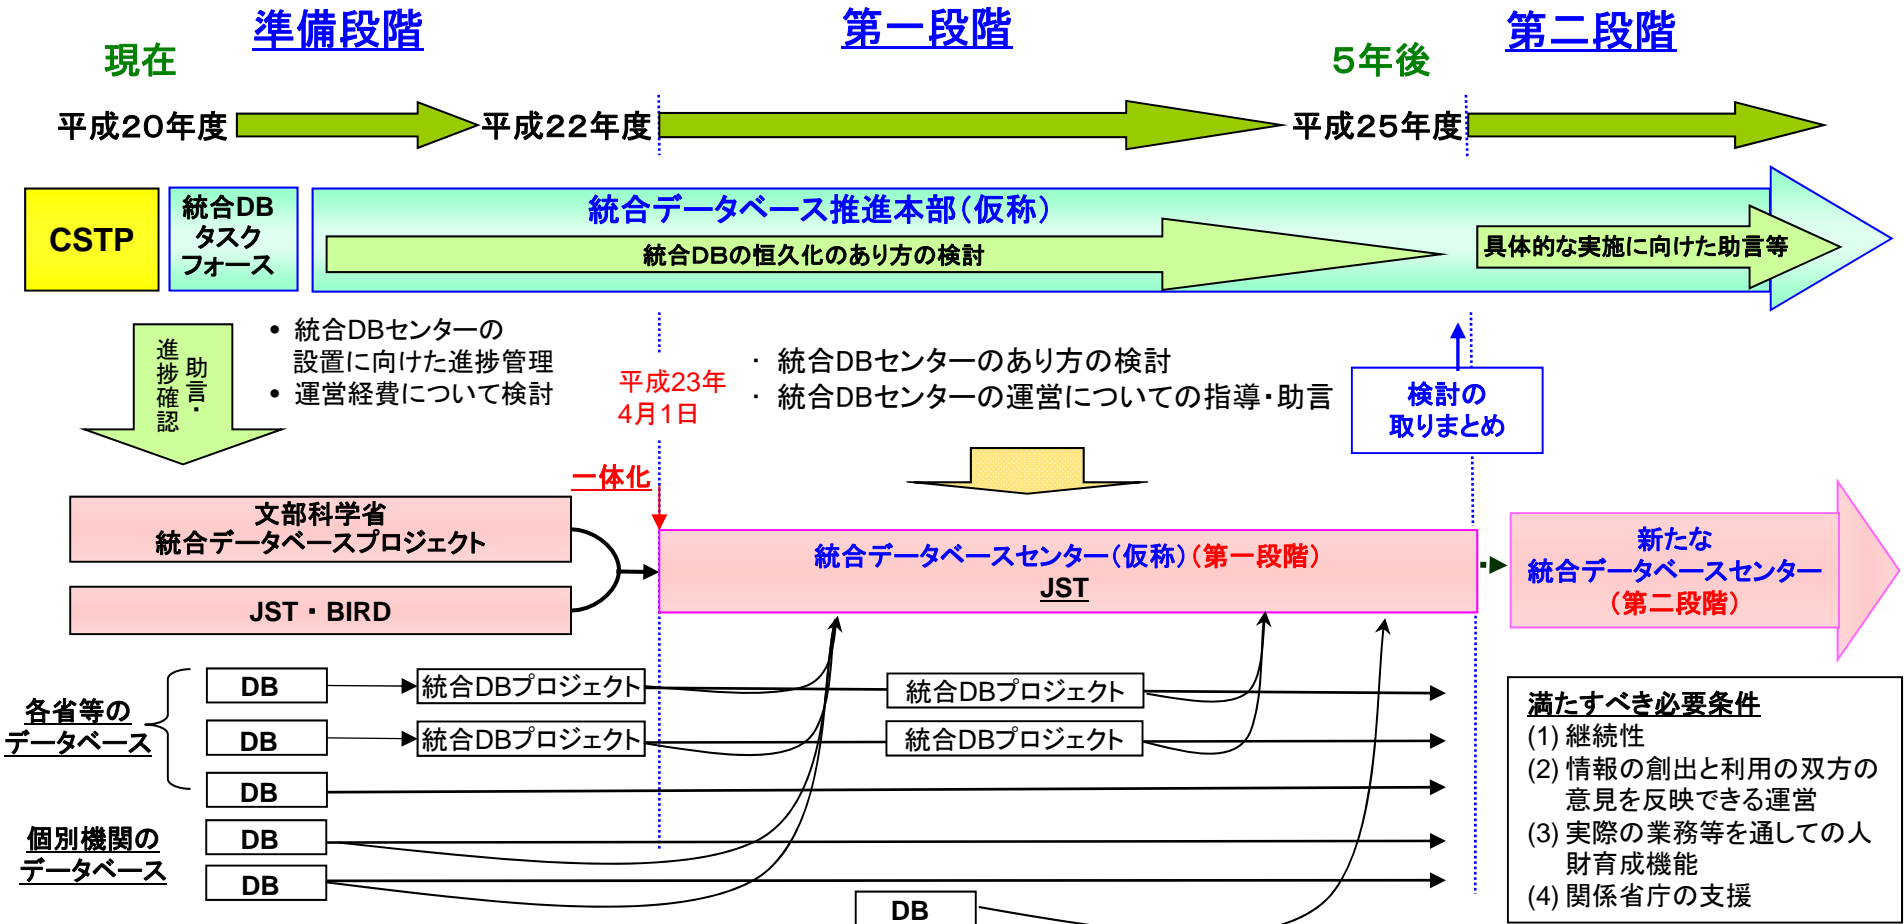 準備段階
第一段階
第二段階
現在
5年後
平成20年度
平成22年度
平成25年度
CSTP
統合DB
タスク
フォース
統合データベース推進本部(仮称)
統合DBの恒久化のあり方の検討
具体的な実施に向けた助言等
助言・
進捗確認
• 統合DBセンターの
設置に向けた進捗管理
• 運営経費について検討
平成23年
4月1日
・ 統合DBセンターのあり方の検討
・ 統合DBセンターの運営についての指導・助言
検討の
取りまとめ
一体化
文部科学省
統合データベースプロジェクト
JST・BIRD
統合データベースセンター(仮称)(第一段階)
JST
新たな
統合データベースセンター
(第二段階)
各省等の
データベース
DB
統合DBプロジェクト
統合DBプロジェクト
DB
統合DBプロジェクト
統合DBプロジェクト
DB
個別機関の
データベース
DB
DB
DB
満たすべき必要条件
(1) 継続性
(2) 情報の創出と利用の双方の
意見を反映できる運営
(3) 実際の業務等を通しての人
財育成機能
(4) 関係省庁の支援